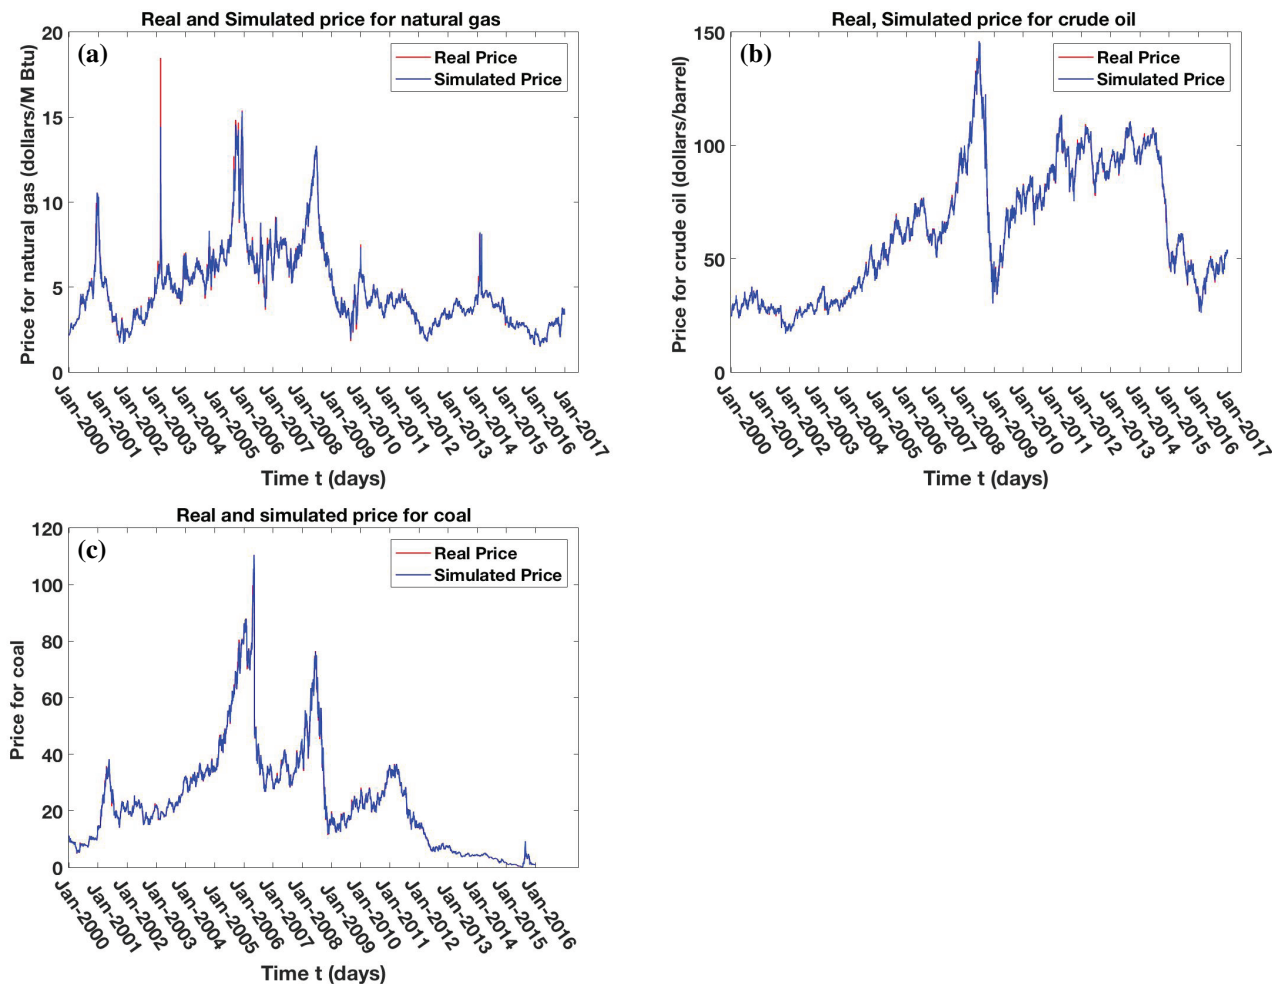 Real and Simulated price for natural gas
(a)
Real Price
Simulated Price
Price for natural gas (dollars/M Btu)
20
15
10
5
0
Jan-2000
Jan-2001
Jan-2002
Jan-2003
Jan-2004
Jan-2005
Jan-2006
Jan-2007
Jan-2008
Jan-2009
Jan-2010
Jan-2011
Jan-2012
Jan-2013
Jan-2014
Jan-2015
Jan-2016
Jan-2017
Time t (days)
Real, Simulated price for crude oil
(b)
Real Price
Simulated Price
Price for crude oil (dollars/barrel)
150
100
50
0
Jan-2000
Jan-2001
Jan-2002
Jan-2003
Jan-2004
Jan-2005
Jan-2006
Jan-2007
Jan-2008
Jan-2009
Jan-2010
Jan-2011
Jan-2012
Jan-2013
Jan-2014
Jan-2015
Jan-2016
Jan-2017
Time t (days)
Real and simulated price for coal
(c)
Real Price
Simulated Price
Price for coal
120
100
80
60
40
20
0
Jan-2000
Jan-2001
Jan-2002
Jan-2003
Jan-2004
Jan-2005
Jan-2006
Jan-2007
Jan-2008
Jan-2009
Jan-2010
Jan-2011
Jan-2012
Jan-2013
Jan-2014
Jan-2015
Jan-2016
Time t (days)